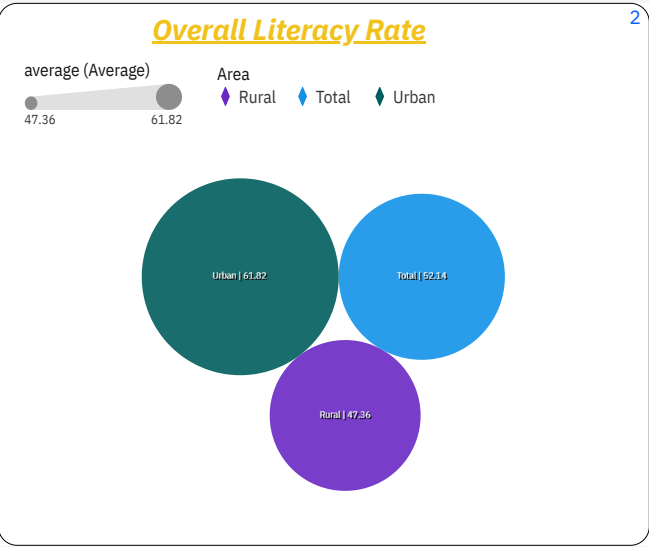 2
Overall Literacy Rate
average (Average)
47.36 61.82
Area
Rural Total Urban
Urban | 61.82
Total | 52.14
Rural | 47.36